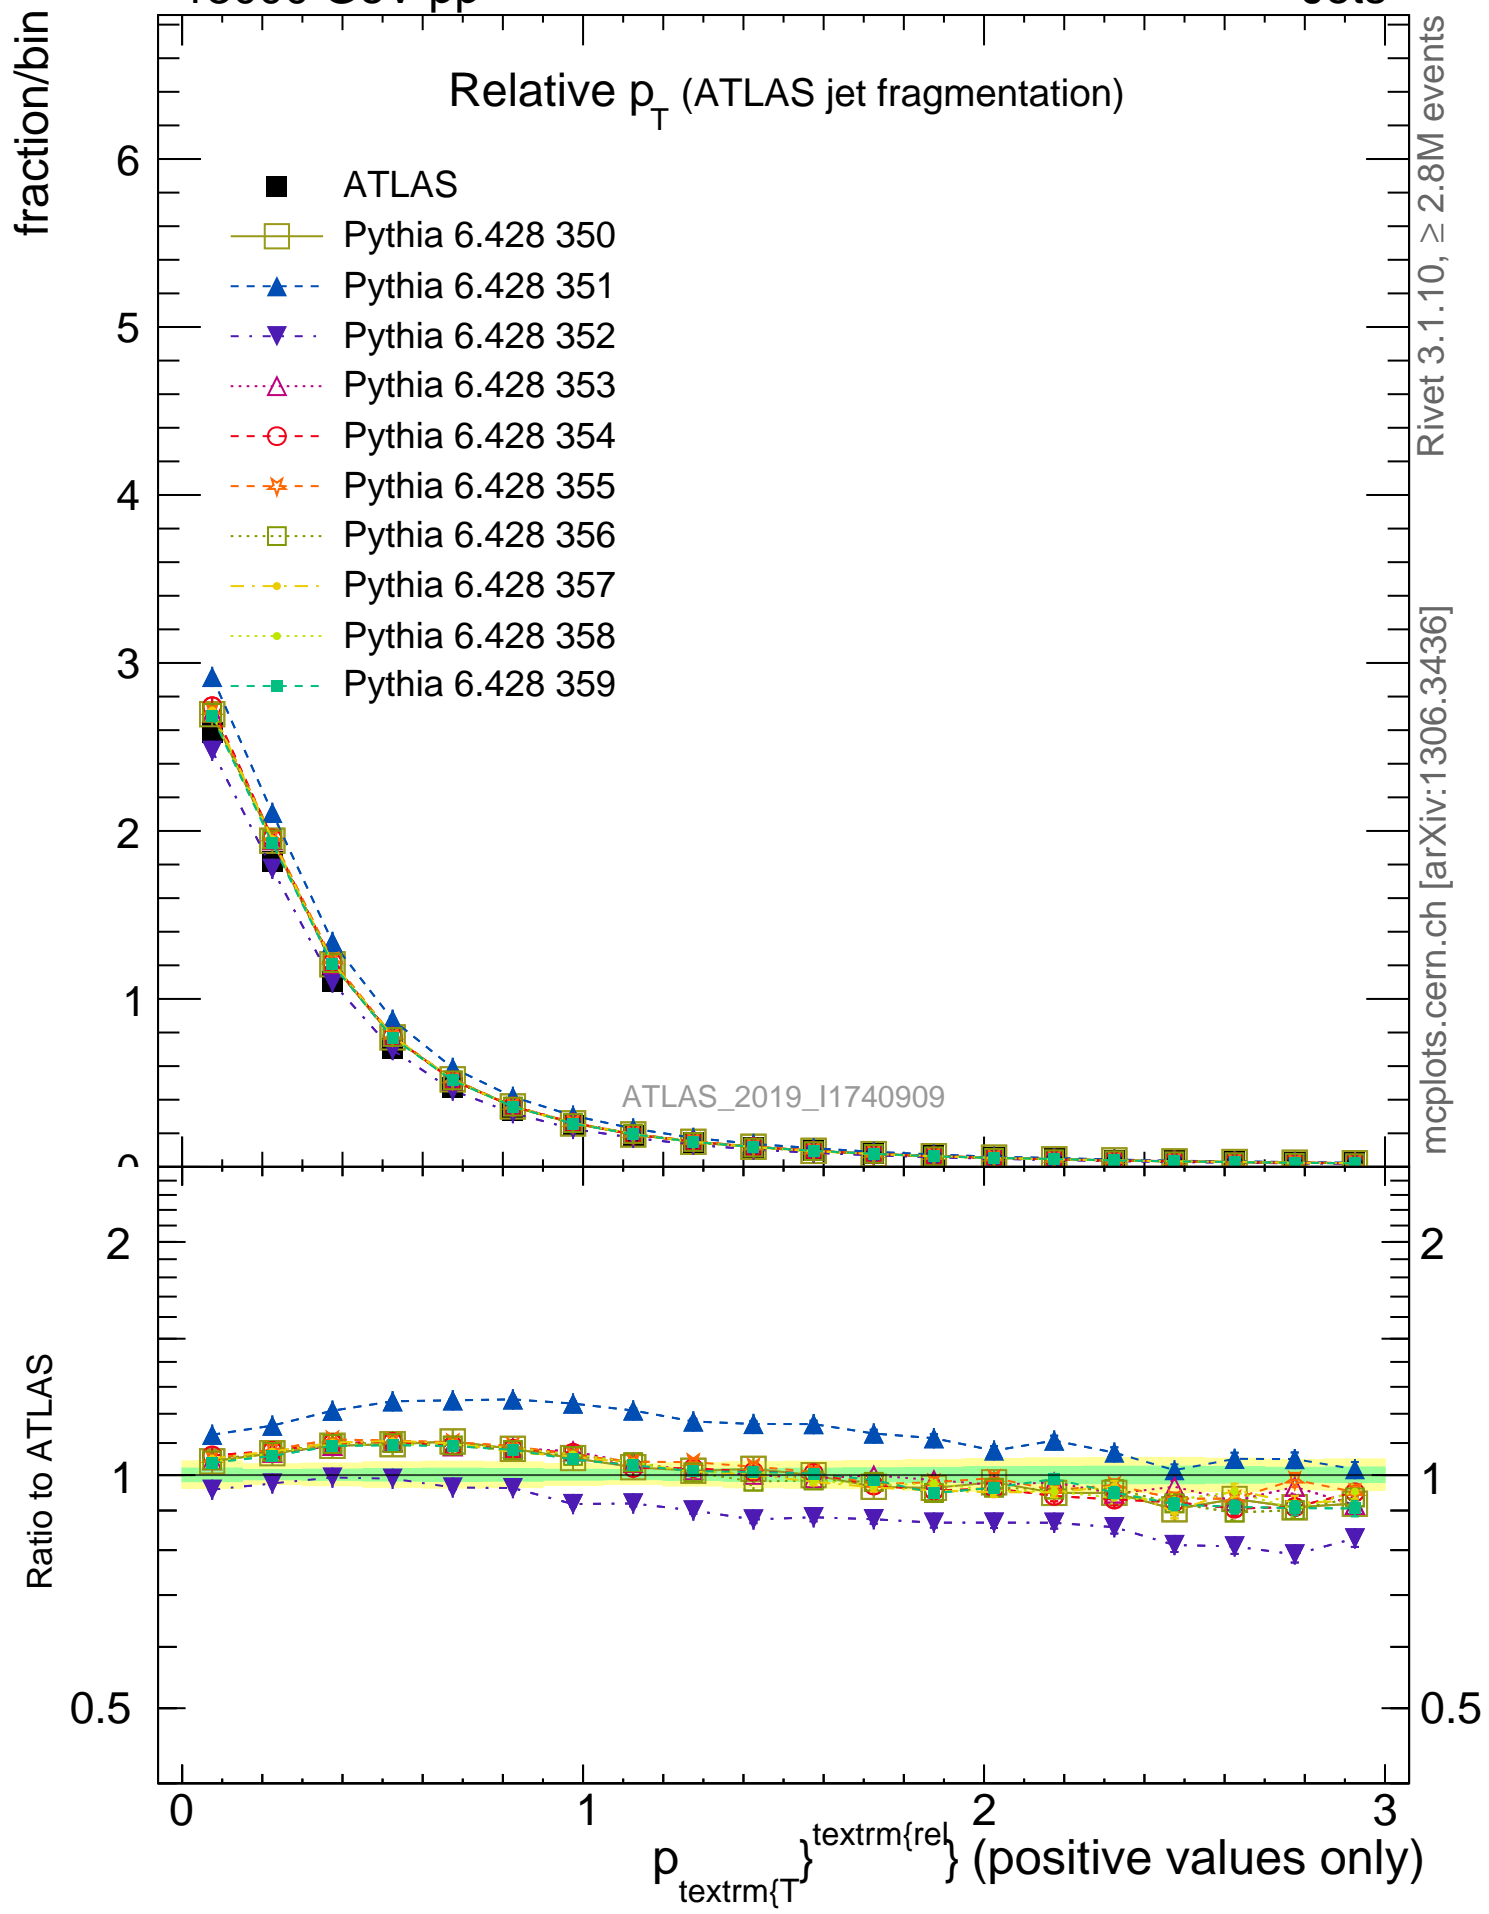 fraction/bin
Relative p_T (ATLAS jet fragmentation)
ATLAS
Pythia 6.428 350
Pythia 6.428 351
Pythia 6.428 352
Pythia 6.428 353
Pythia 6.428 354
Pythia 6.428 355
Pythia 6.428 356
Pythia 6.428 357
Pythia 6.428 358
Pythia 6.428 359
6
5
4
3
2
1
0
ATLAS_2019_I1740909
Rivet 3.1.10, ≥ 2.8M events
mcplots.cern.ch [arXiv:1306.3436]
Ratio to ATLAS
2
1
0.5
2
1
0.5
0 1 2 3
p_textrm{T}^textrm{rel} (positive values only)